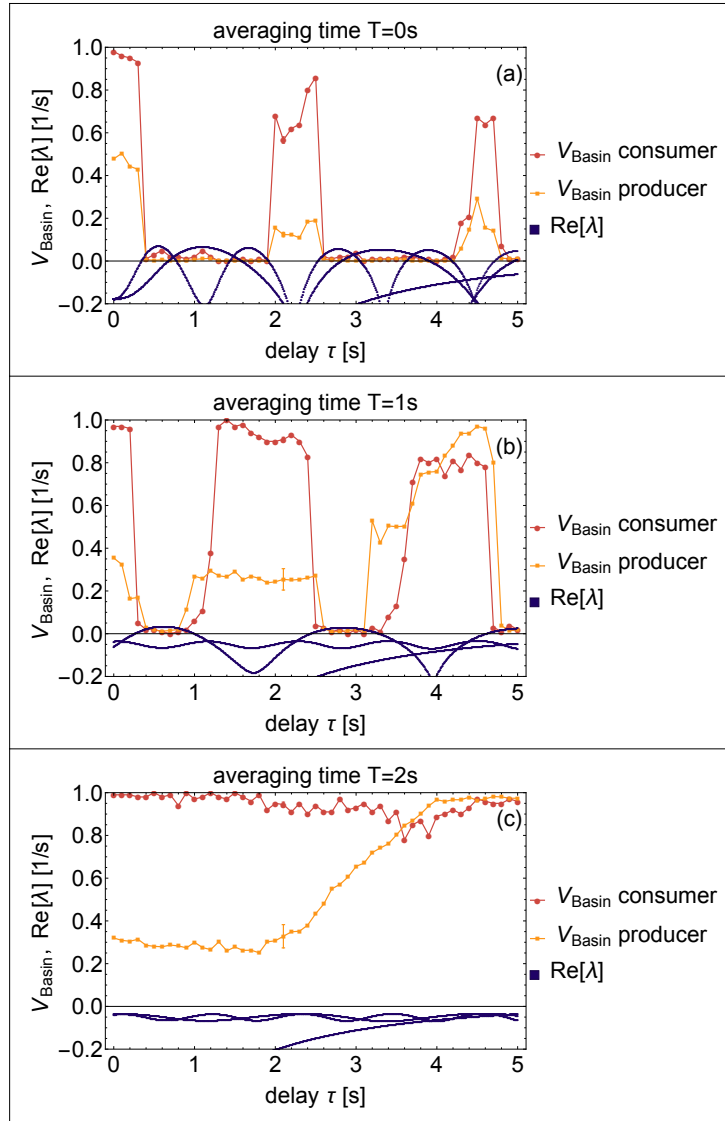 averaging time T=0s
(a)
V_Basin, Re[λ] [1/s]
1.0
0.8
0.6
0.4
0.2
0.0
−0.2
0 1 2 3 4 5
delay τ [s]
V_Basin consumer
V_Basin producer
Re[λ]
averaging time T=1s
(b)
V_Basin, Re[λ] [1/s]
1.0
0.8
0.6
0.4
0.2
0.0
−0.2
0 1 2 3 4 5
delay τ [s]
V_Basin consumer
V_Basin producer
Re[λ]
averaging time T=2s
(c)
V_Basin, Re[λ] [1/s]
1.0
0.8
0.6
0.4
0.2
0.0
−0.2
0 1 2 3 4 5
delay τ [s]
V_Basin consumer
V_Basin producer
Re[λ]